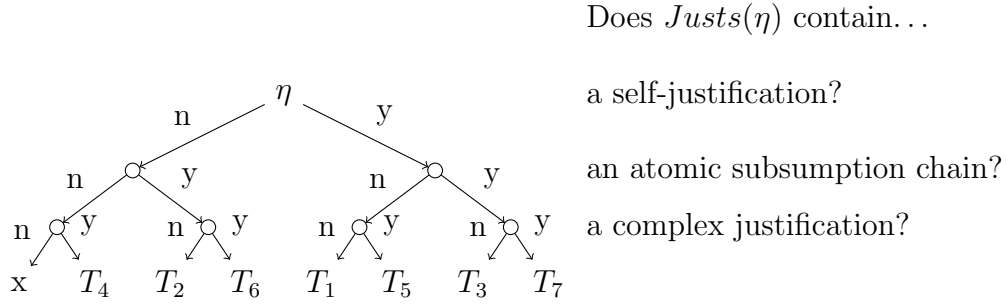 Does Justs(η) contain…
η
a self-justification?
n y
n y n y
an atomic subsumption chain?
n y n y n y n y
a complex justification?
x T₄ T₂ T₆ T₁ T₅ T₃ T₇